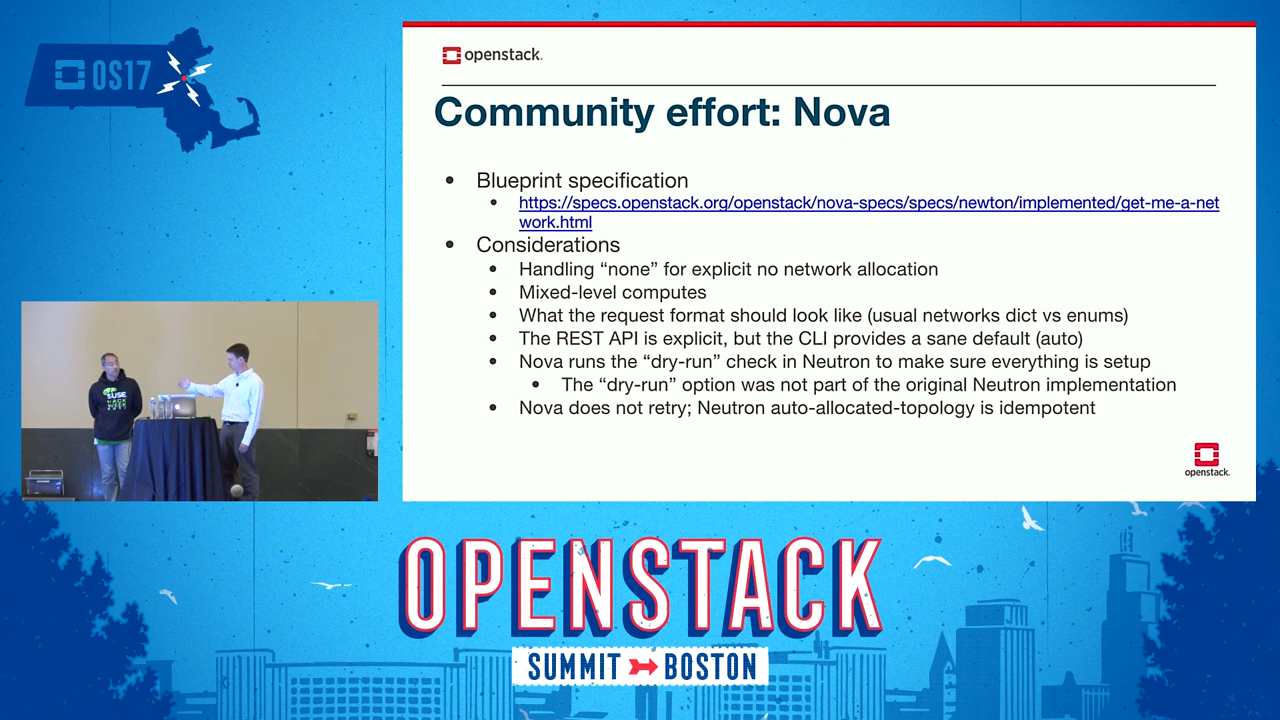 OS17
openstack.
Community effort: Nova
• Blueprint specification
• https://specs.openstack.org/openstack/nova-specs/specs/newton/implemented/get-me-a-net
work.html
• Considerations
• Handling “none” for explicit no network allocation
• Mixed-level computes
• What the request format should look like (usual networks dict vs enums)
• The REST API is explicit, but the CLI provides a sane default (auto)
• Nova runs the “dry-run” check in Neutron to make sure everything is setup
• The “dry-run” option was not part of the original Neutron implementation
• Nova does not retry; Neutron auto-allocated-topology is idempotent
openstack.
SUSE
HACK
WEEK
OPENSTACK
SUMMIT BOSTON